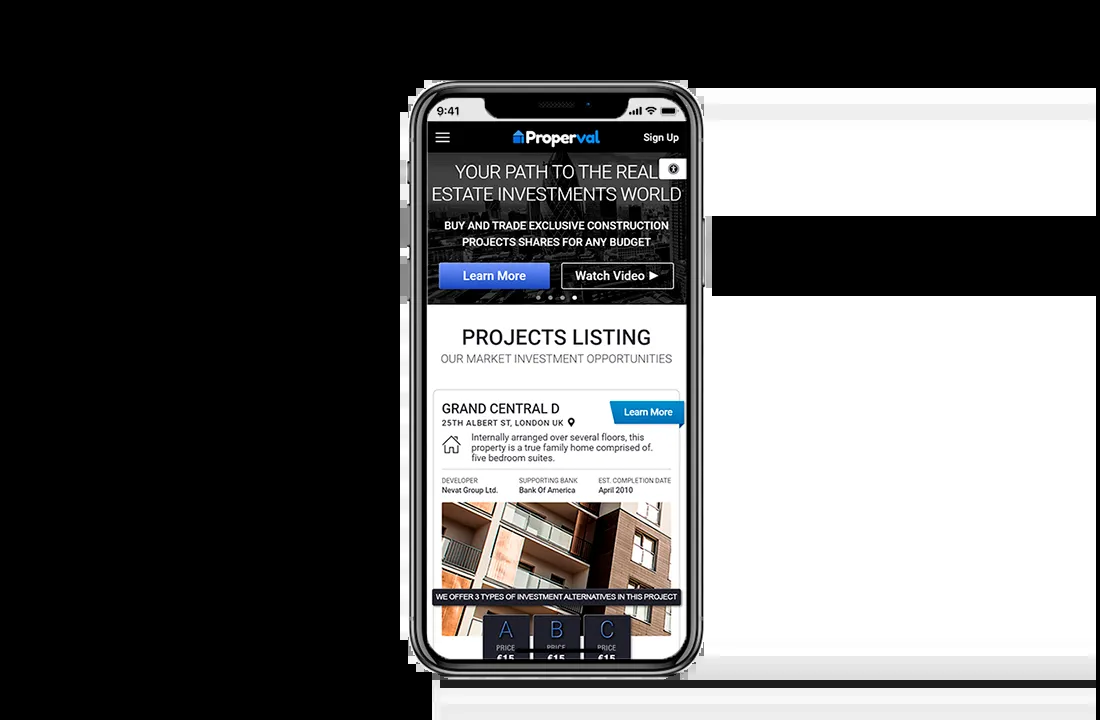 9:41
Properval
Sign Up
YOUR PATH TO THE REAL
ESTATE INVESTMENTS WORLD
BUY AND TRADE EXCLUSIVE CONSTRUCTION
PROJECTS SHARES FOR ANY BUDGET
Learn More
Watch Video
PROJECTS LISTING
OUR MARKET INVESTMENT OPPORTUNITIES
GRAND CENTRAL D
Learn More
25TH ALBERT ST, LONDON UK
Internally arranged over several floors, this
property is a true family home comprised of.
five bedroom suites.
DEVELOPER
Nevat Group Ltd.
SUPPORTING BANK
Bank Of America
EST. COMPLETION DATE
April 2010
WE OFFER 3 TYPES OF INVESTMENT ALTERNATIVES IN THIS PROJECT
A B C
PRICE PRICE PRICE